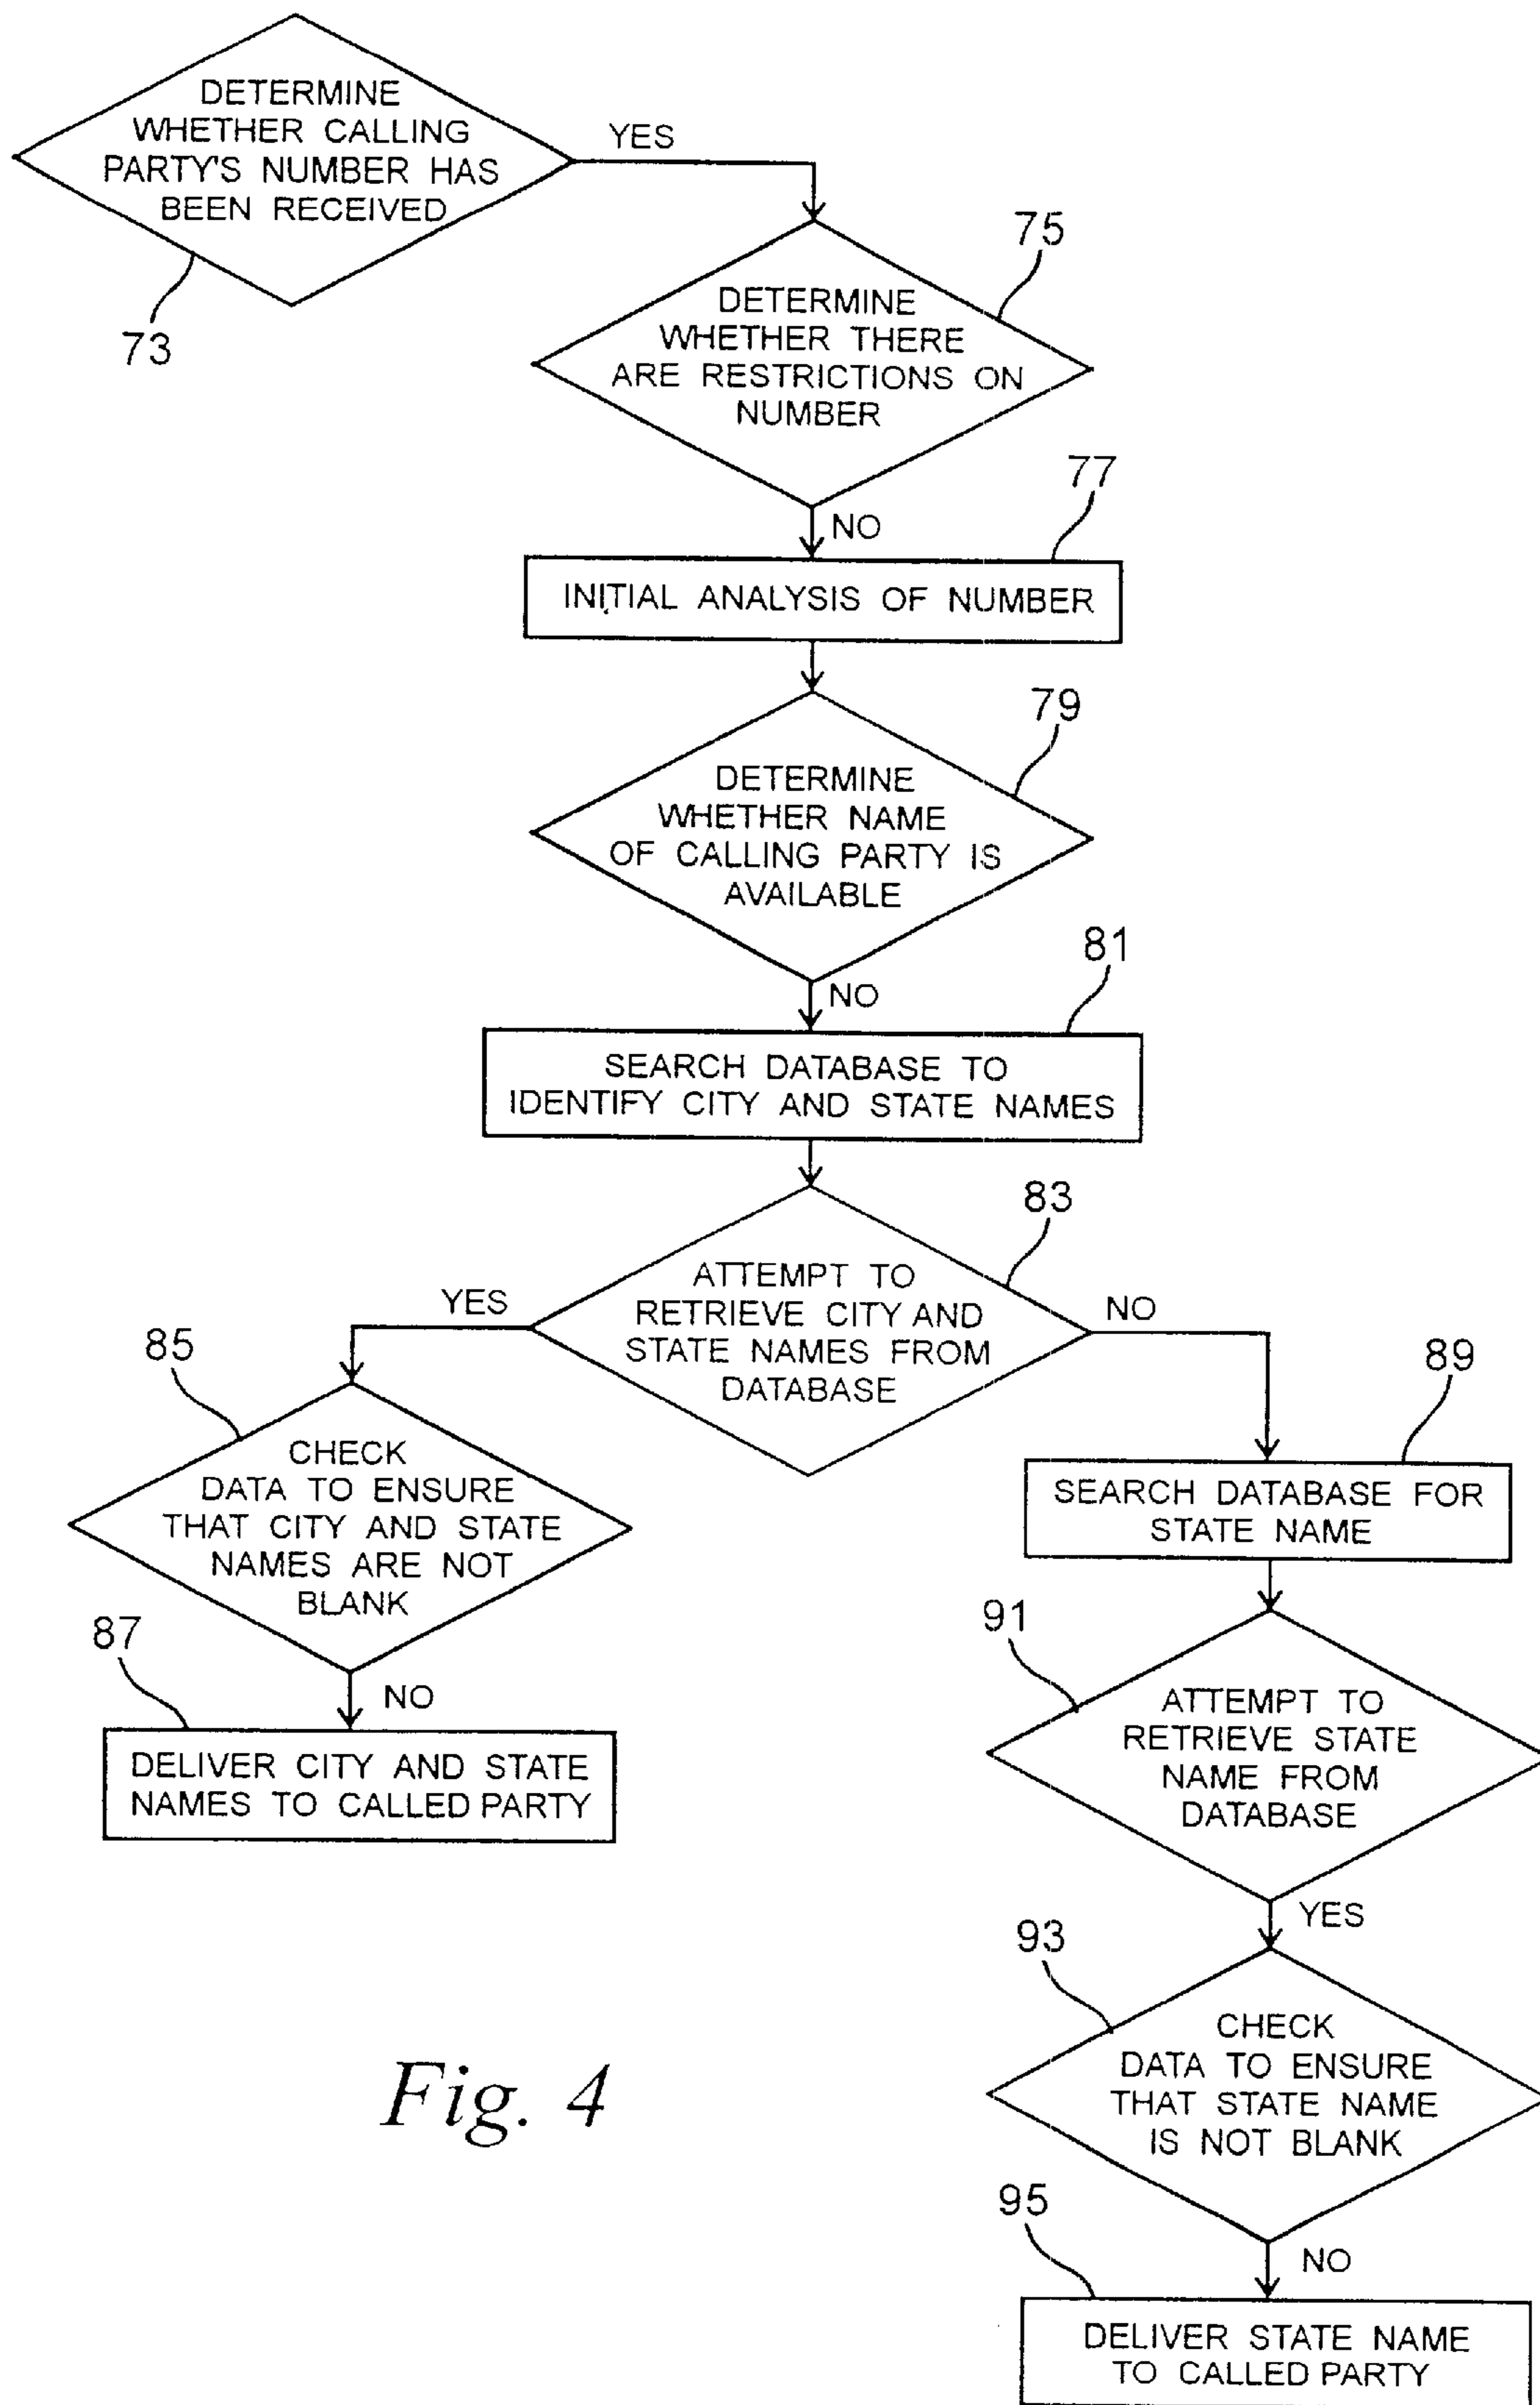 DETERMINE
WHETHER CALLING
PARTY'S NUMBER HAS
BEEN RECEIVED
YES
73
75
DETERMINE
WHETHER THERE
ARE RESTRICTIONS ON
NUMBER
NO
77
INITIAL ANALYSIS OF NUMBER
79
DETERMINE
WHETHER NAME
OF CALLING PARTY IS
AVAILABLE
NO
81
SEARCH DATABASE TO
IDENTIFY CITY AND STATE NAMES
83
ATTEMPT TO
RETRIEVE CITY AND
STATE NAMES FROM
DATABASE
YES
NO
85
CHECK
DATA TO ENSURE
THAT CITY AND STATE
NAMES ARE NOT
BLANK
NO
87
DELIVER CITY AND STATE
NAMES TO CALLED PARTY
89
SEARCH DATABASE FOR
STATE NAME
91
ATTEMPT TO
RETRIEVE STATE
NAME FROM
DATABASE
YES
93
CHECK
DATA TO ENSURE
THAT STATE NAME
IS NOT BLANK
NO
95
DELIVER STATE NAME
TO CALLED PARTY
Fig. 4